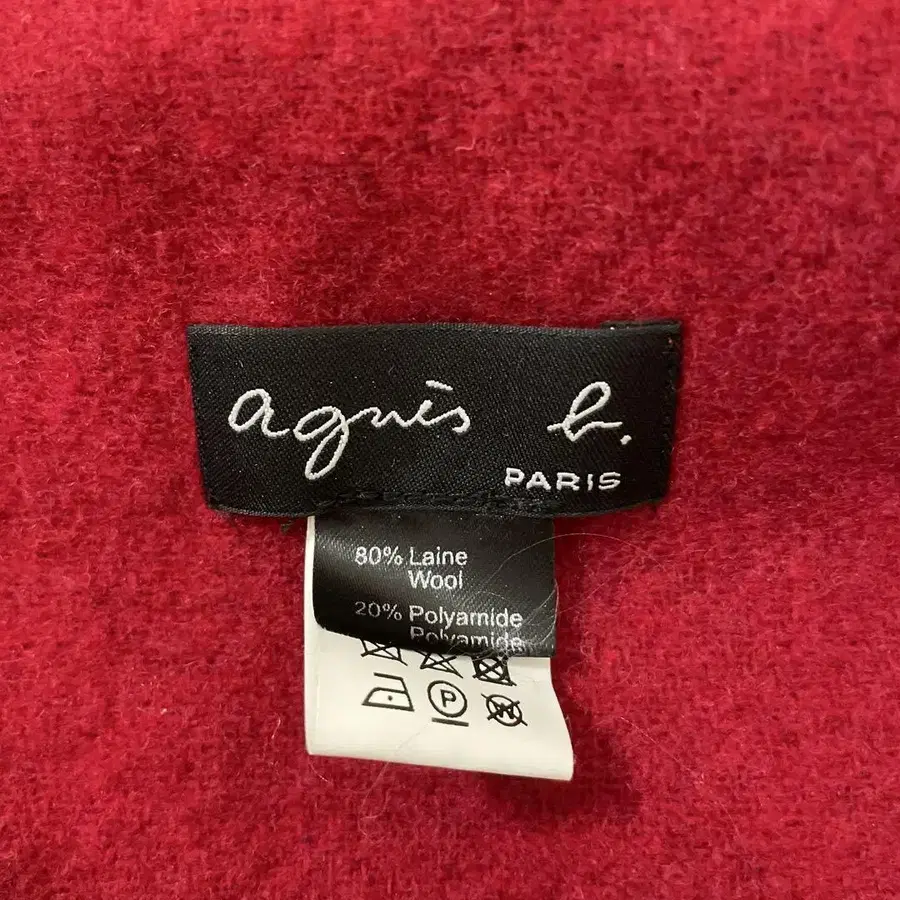 agnès b.
PARIS
80% Laine
Wool
20% Polyamide
Polyamide
P
W